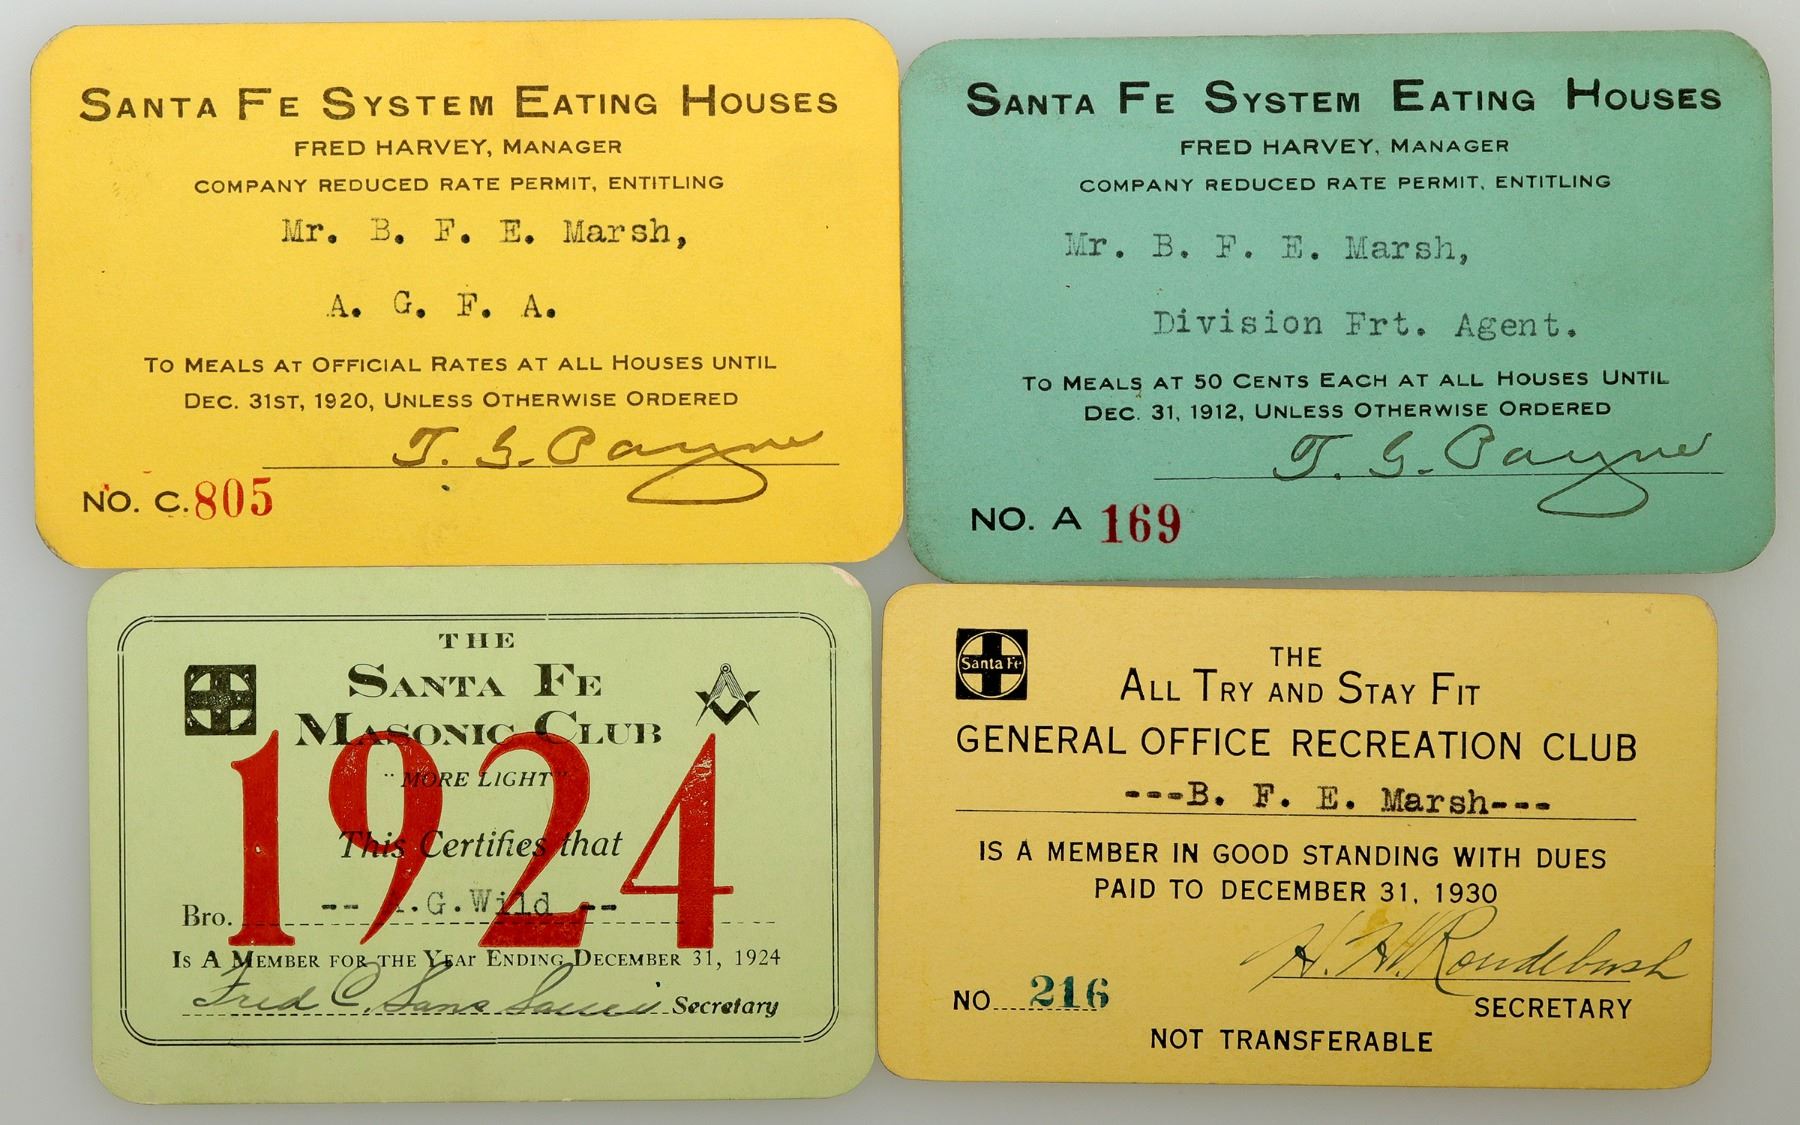 SANTA FE SYSTEM EATING HOUSES
FRED HARVEY, MANAGER
COMPANY REDUCED RATE PERMIT, ENTITLING
Mr. B. F. E. Marsh,
A. G. F. A.
TO MEALS AT OFFICIAL RATES AT ALL HOUSES UNTIL
DEC. 31ST, 1920, UNLESS OTHERWISE ORDERED
T. G. Payne
NO. C. 805
SANTA FE SYSTEM EATING HOUSES
FRED HARVEY, MANAGER
COMPANY REDUCED RATE PERMIT, ENTITLING
Mr. B. F. E. Marsh,
Division Frt. Agent.
TO MEALS AT 50 CENTS EACH AT ALL HOUSES UNTIL
DEC. 31, 1912, UNLESS OTHERWISE ORDERED
T. G. Payne
NO. A 169
THE
SANTA FE
MASONIC CLUB
1924
"MORE LIGHT"
This Certifies that
Bro. -- .G.Wild --
IS A MEMBER FOR THE YEAR ENDING DECEMBER 31, 1924
Fred C. Sans Souci Secretary
Santa Fe
THE
ALL TRY AND STAY FIT
GENERAL OFFICE RECREATION CLUB
---B. F. E. Marsh---
IS A MEMBER IN GOOD STANDING WITH DUES
PAID TO DECEMBER 31, 1930
H. W. Roudebush
NO 216
SECRETARY
NOT TRANSFERABLE